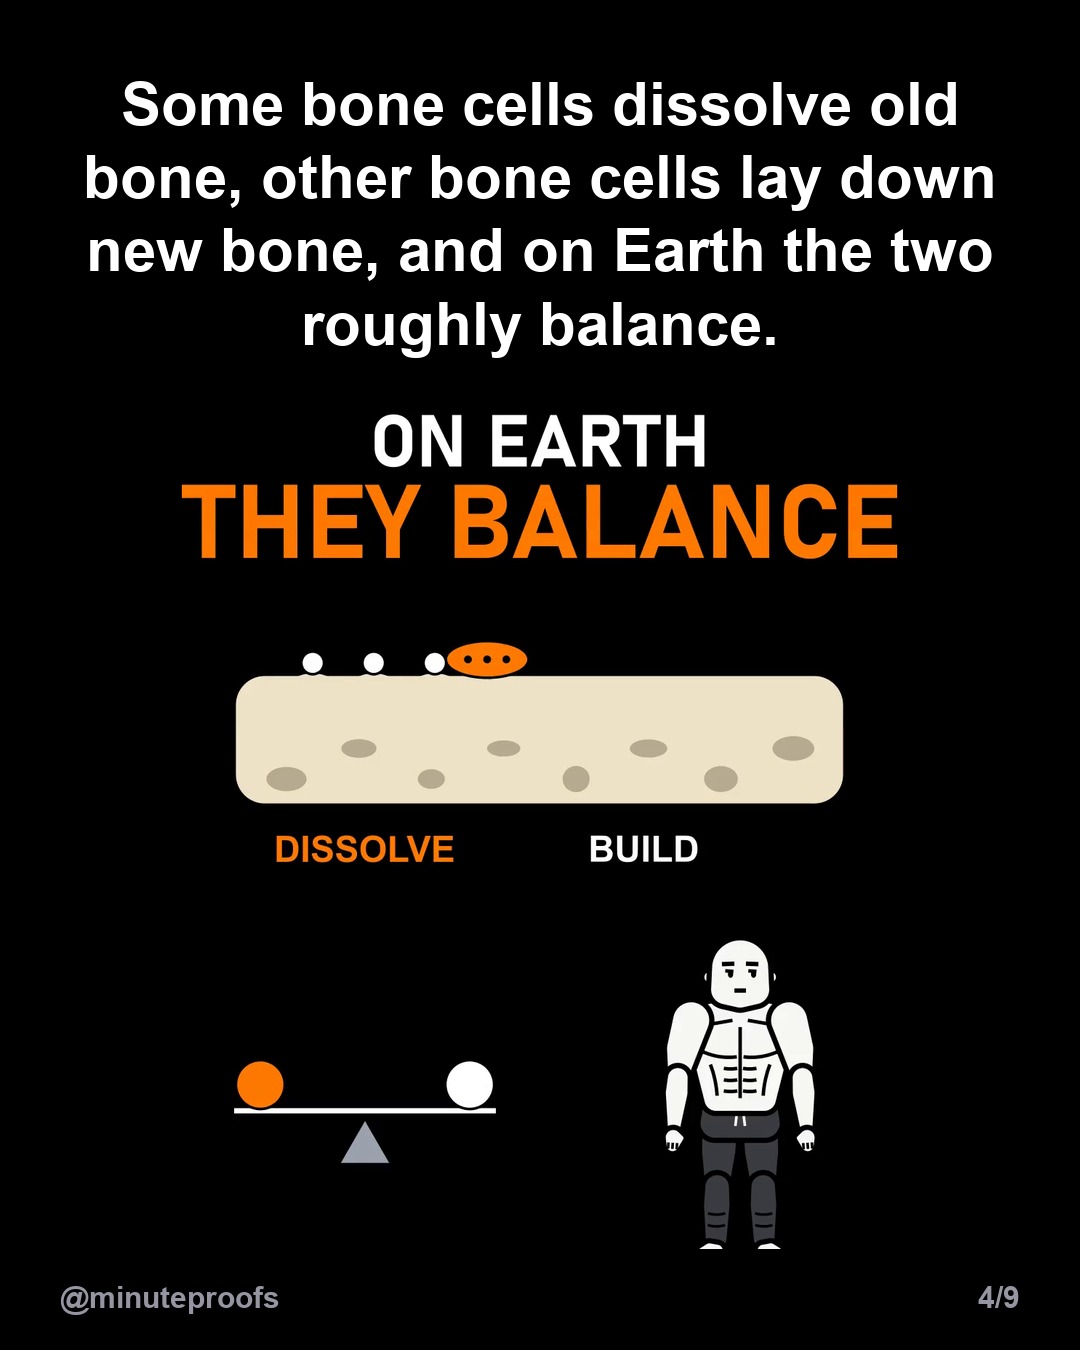 Some bone cells dissolve old
bone, other bone cells lay down
new bone, and on Earth the two
roughly balance.
ON EARTH
THEY BALANCE
DISSOLVE BUILD
@minuteproofs 4/9